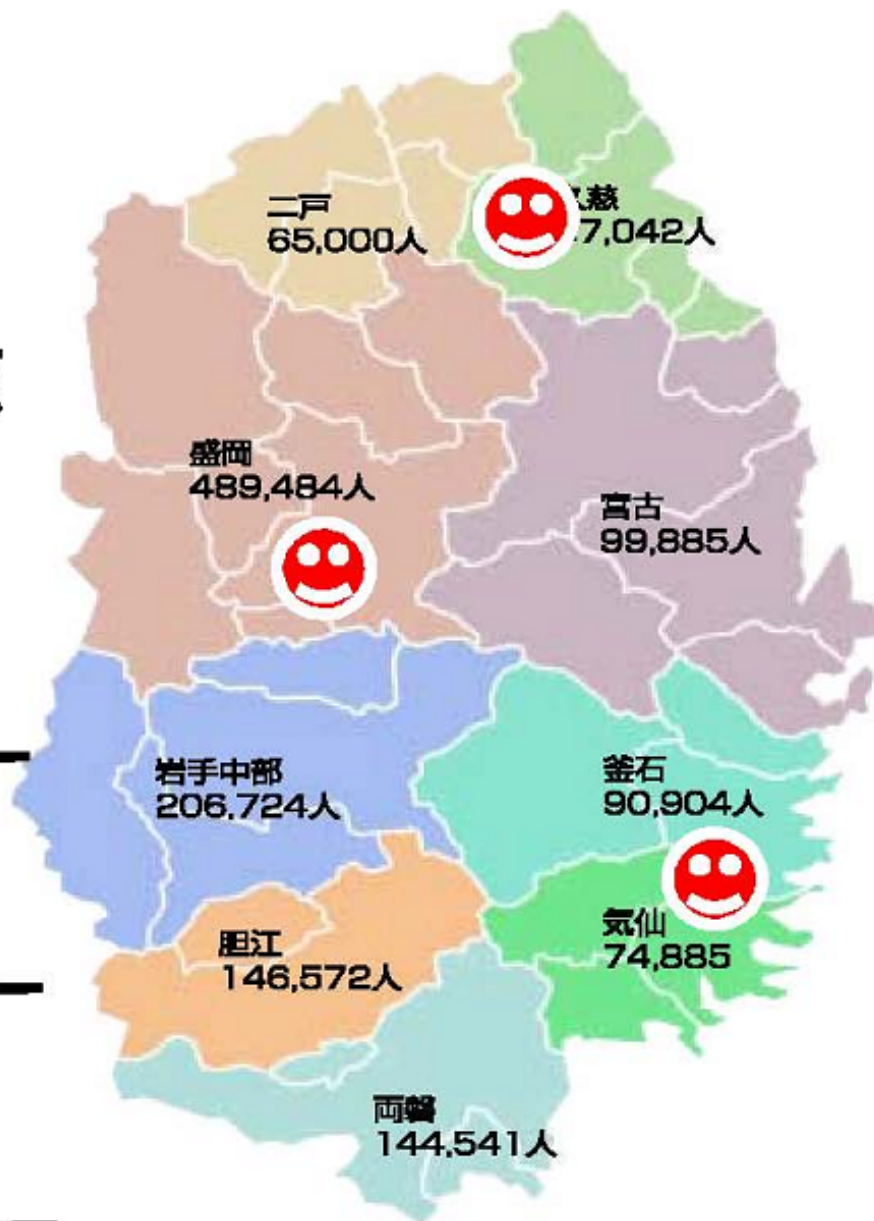 二戸
65,000人
慈
7,042人
盛岡
489,484人
宮古
99,885人
岩手中部
206,724人
釜石
90,904人
気仙
74,885
胆江
146,572人
両磐
144,541人